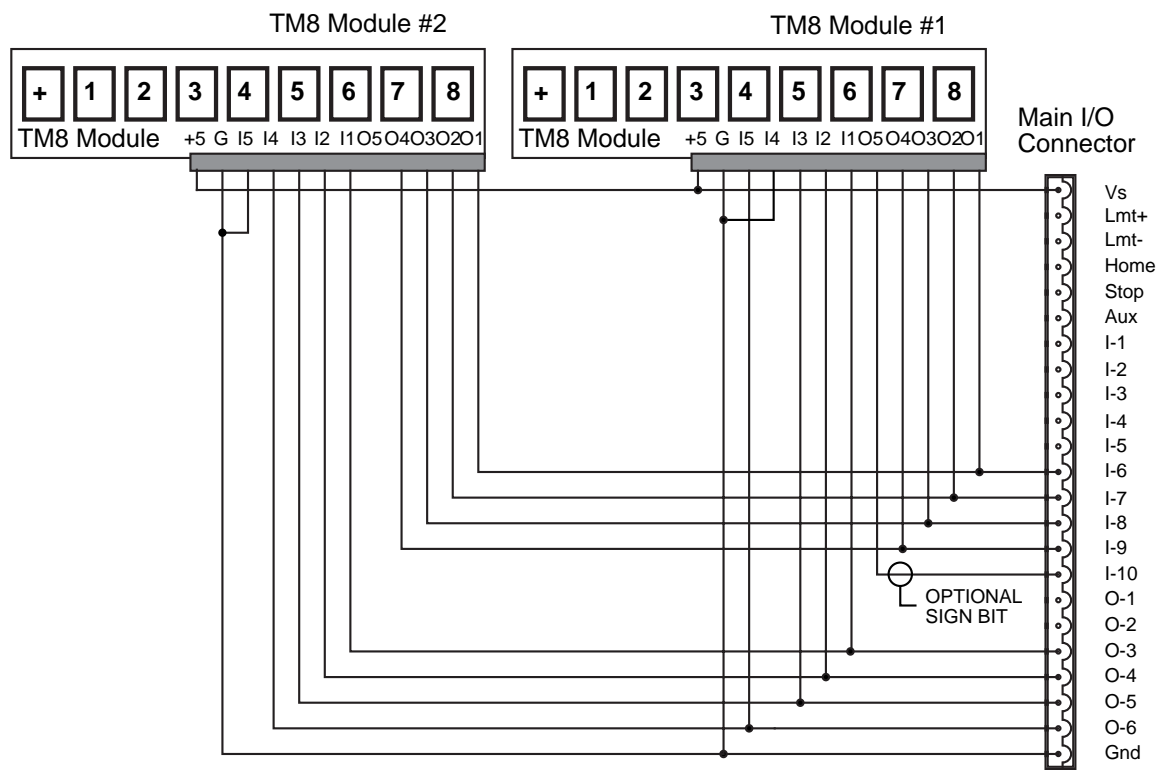 TM8 Module #2
+ 1 2 3 4 5 6 7 8
TM8 Module +5 G I5 I4 I3 I2 I1 O5 O4 O3 O2 O1
TM8 Module #1
+ 1 2 3 4 5 6 7 8
TM8 Module +5 G I5 I4 I3 I2 I1 O5 O4 O3 O2 O1
Main I/O
Connector
Vs
Lmt+
Lmt-
Home
Stop
Aux
I-1
I-2
I-3
I-4
I-5
I-6
I-7
I-8
I-9
I-10
O-1
O-2
O-3
O-4
O-5
O-6
Gnd
OPTIONAL
SIGN BIT